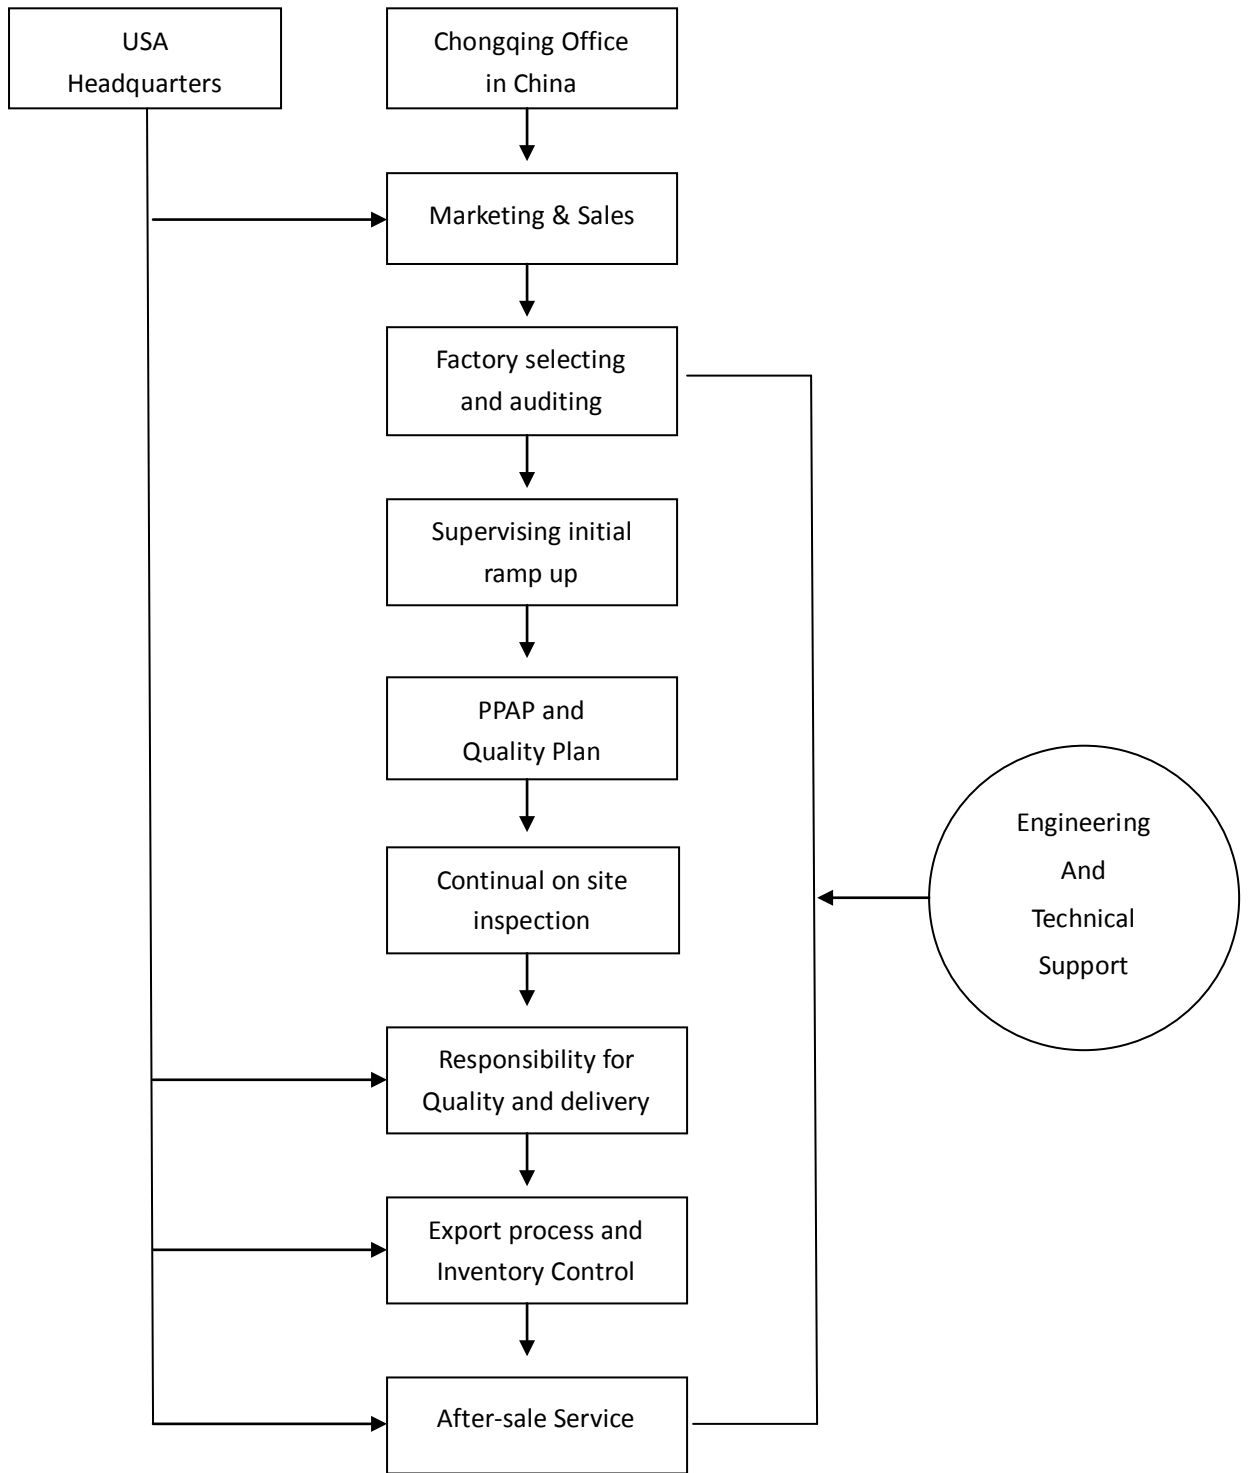 USA
Headquarters
Chongqing Office
in China
Marketing & Sales
Factory selecting
and auditing
Supervising initial
ramp up
PPAP and
Quality Plan
Continual on site
inspection
Engineering
And
Technical
Support
Responsibility for
Quality and delivery
Export process and
Inventory Control
After-sale Service